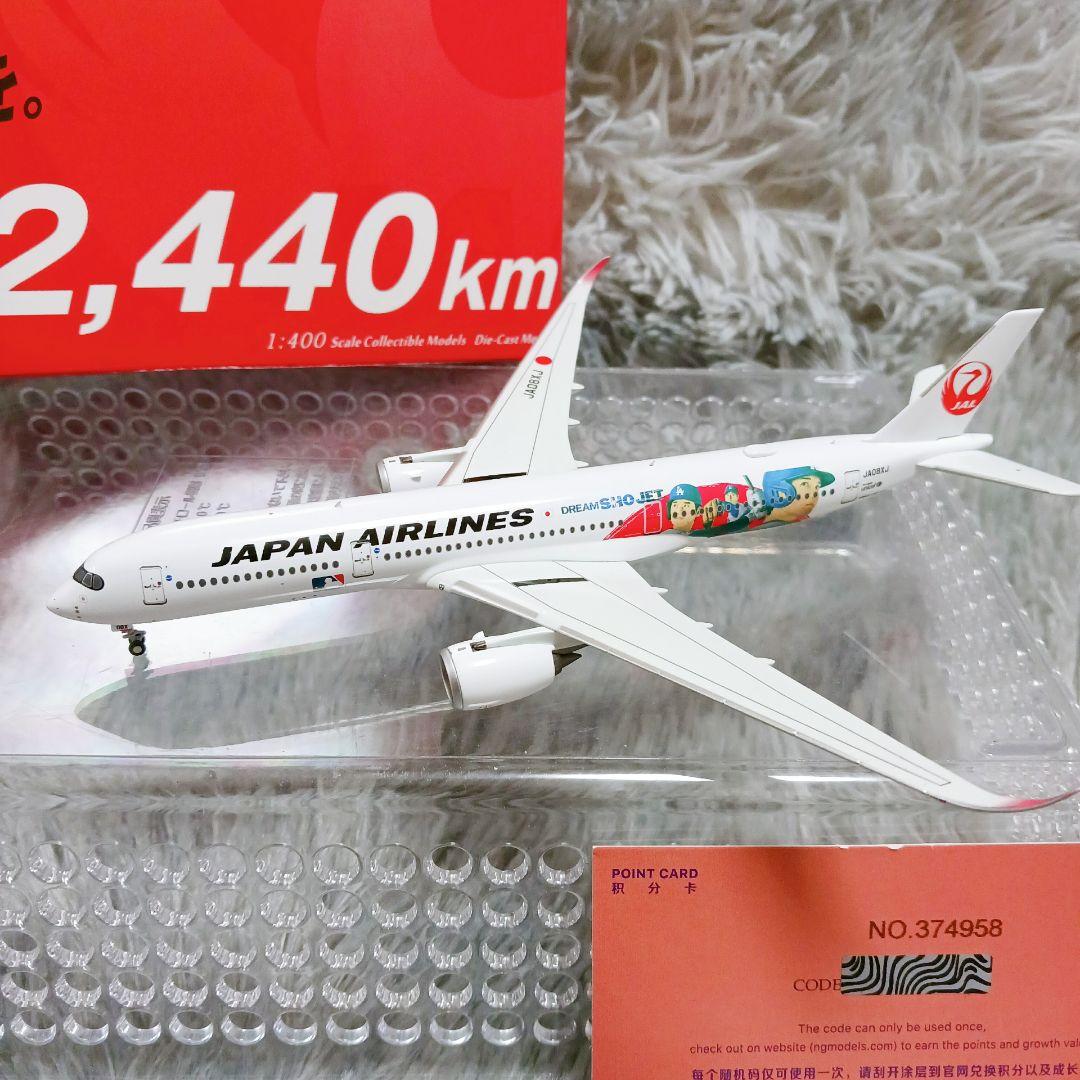 を。
2,440km
1:400 Scale Collectible Models Die-Cast
JA08XJ
JAL
JA08XJ
DREAM SHO JET
JAPAN AIRLINES
POINT CARD
积 分 卡
NO.374958
CODE
The code can only be used once,
check out on website (ngmodels.com) to earn the points and growth
每个随机码仅可使用一次，请刮开涂层到官网兑换积分以及成长